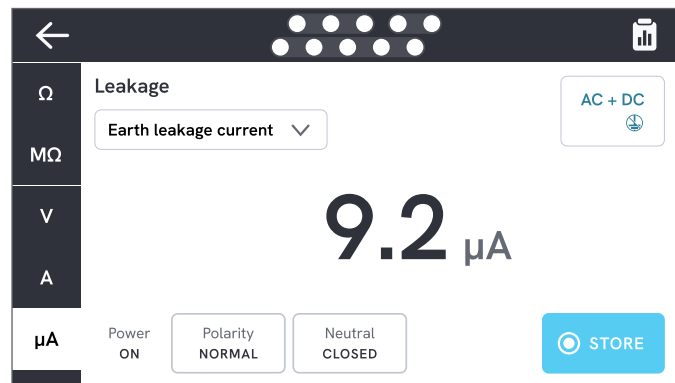 Ω
MΩ
V
A
µA
Leakage
Earth leakage current
AC + DC
9.2 µA
Power
ON
Polarity
NORMAL
Neutral
CLOSED
STORE